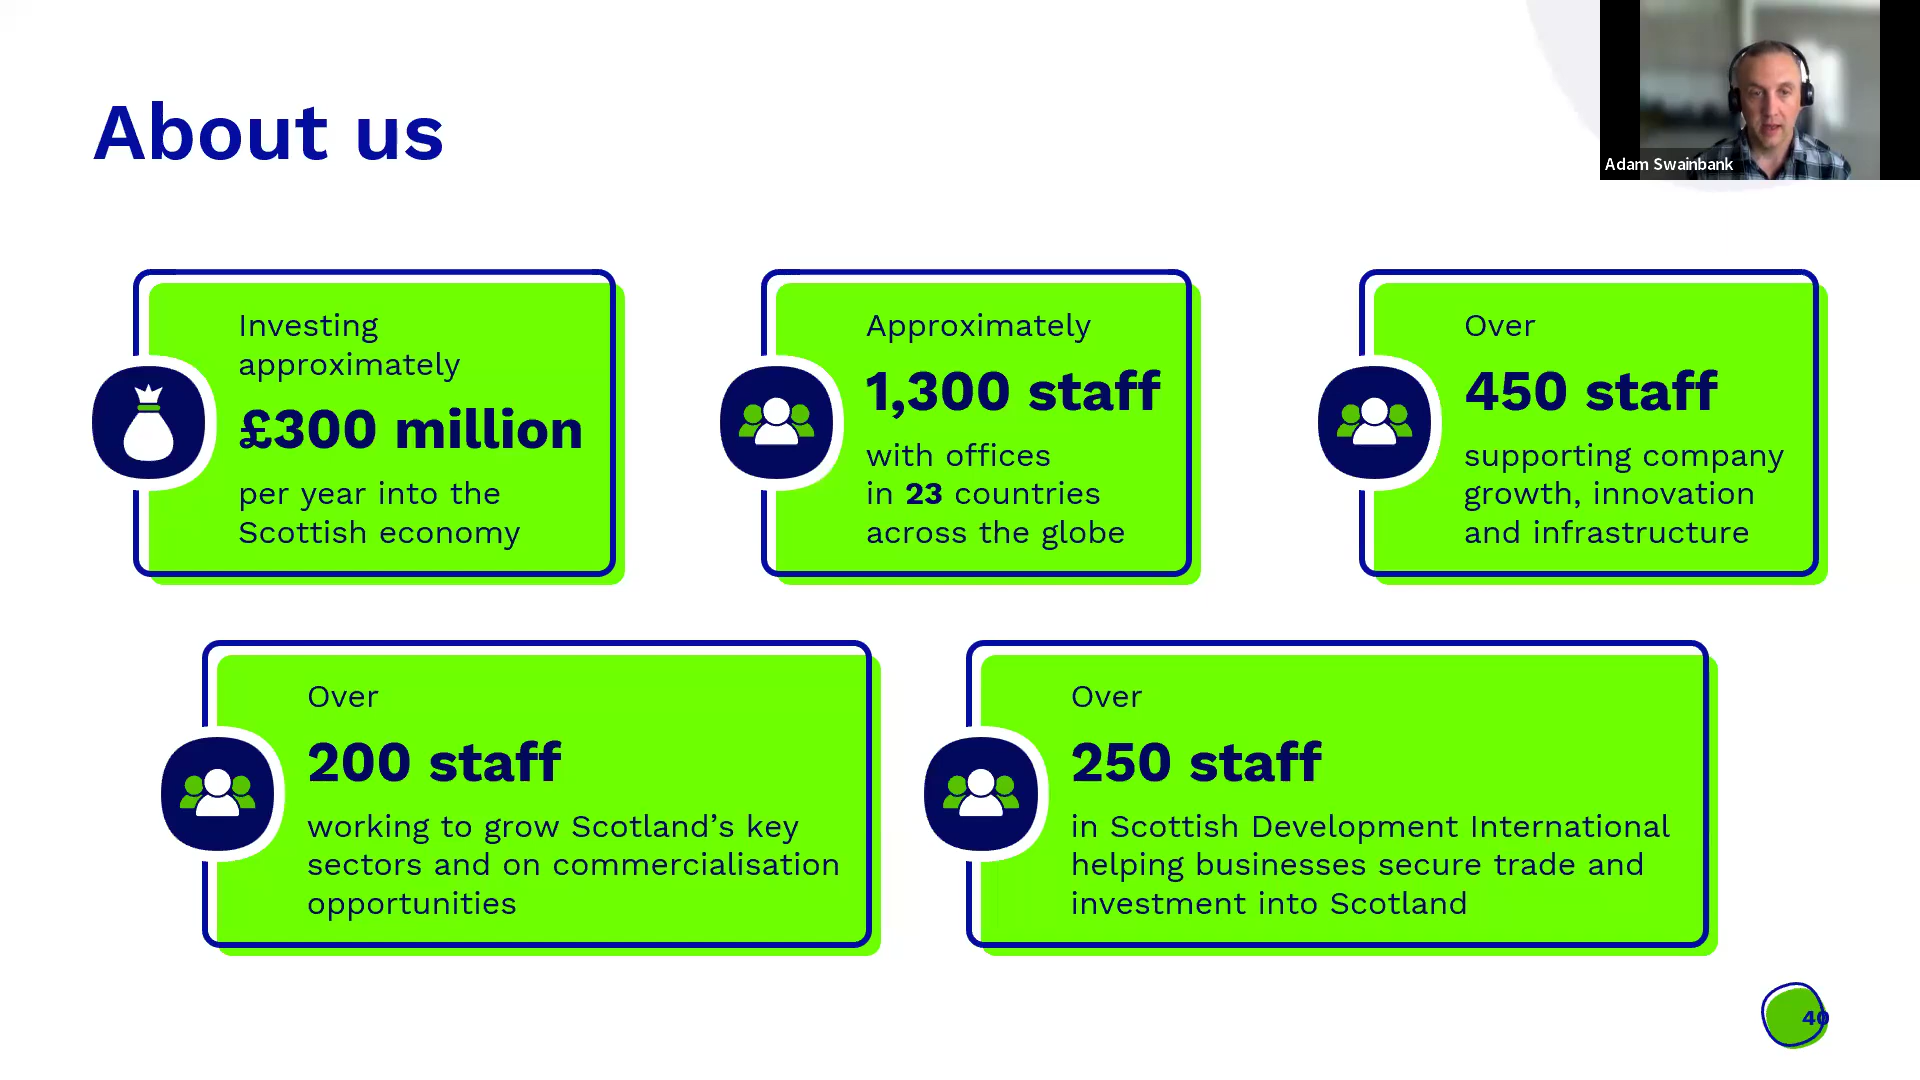 About us
Adam Swainbank
Investing
approximately
£300 million
per year into the
Scottish economy
Approximately
1,300 staff
with offices
in 23 countries
across the globe
Over
450 staff
supporting company
growth, innovation
and infrastructure
Over
200 staff
working to grow Scotland’s key
sectors and on commercialisation
opportunities
Over
250 staff
in Scottish Development International
helping businesses secure trade and
investment into Scotland
40